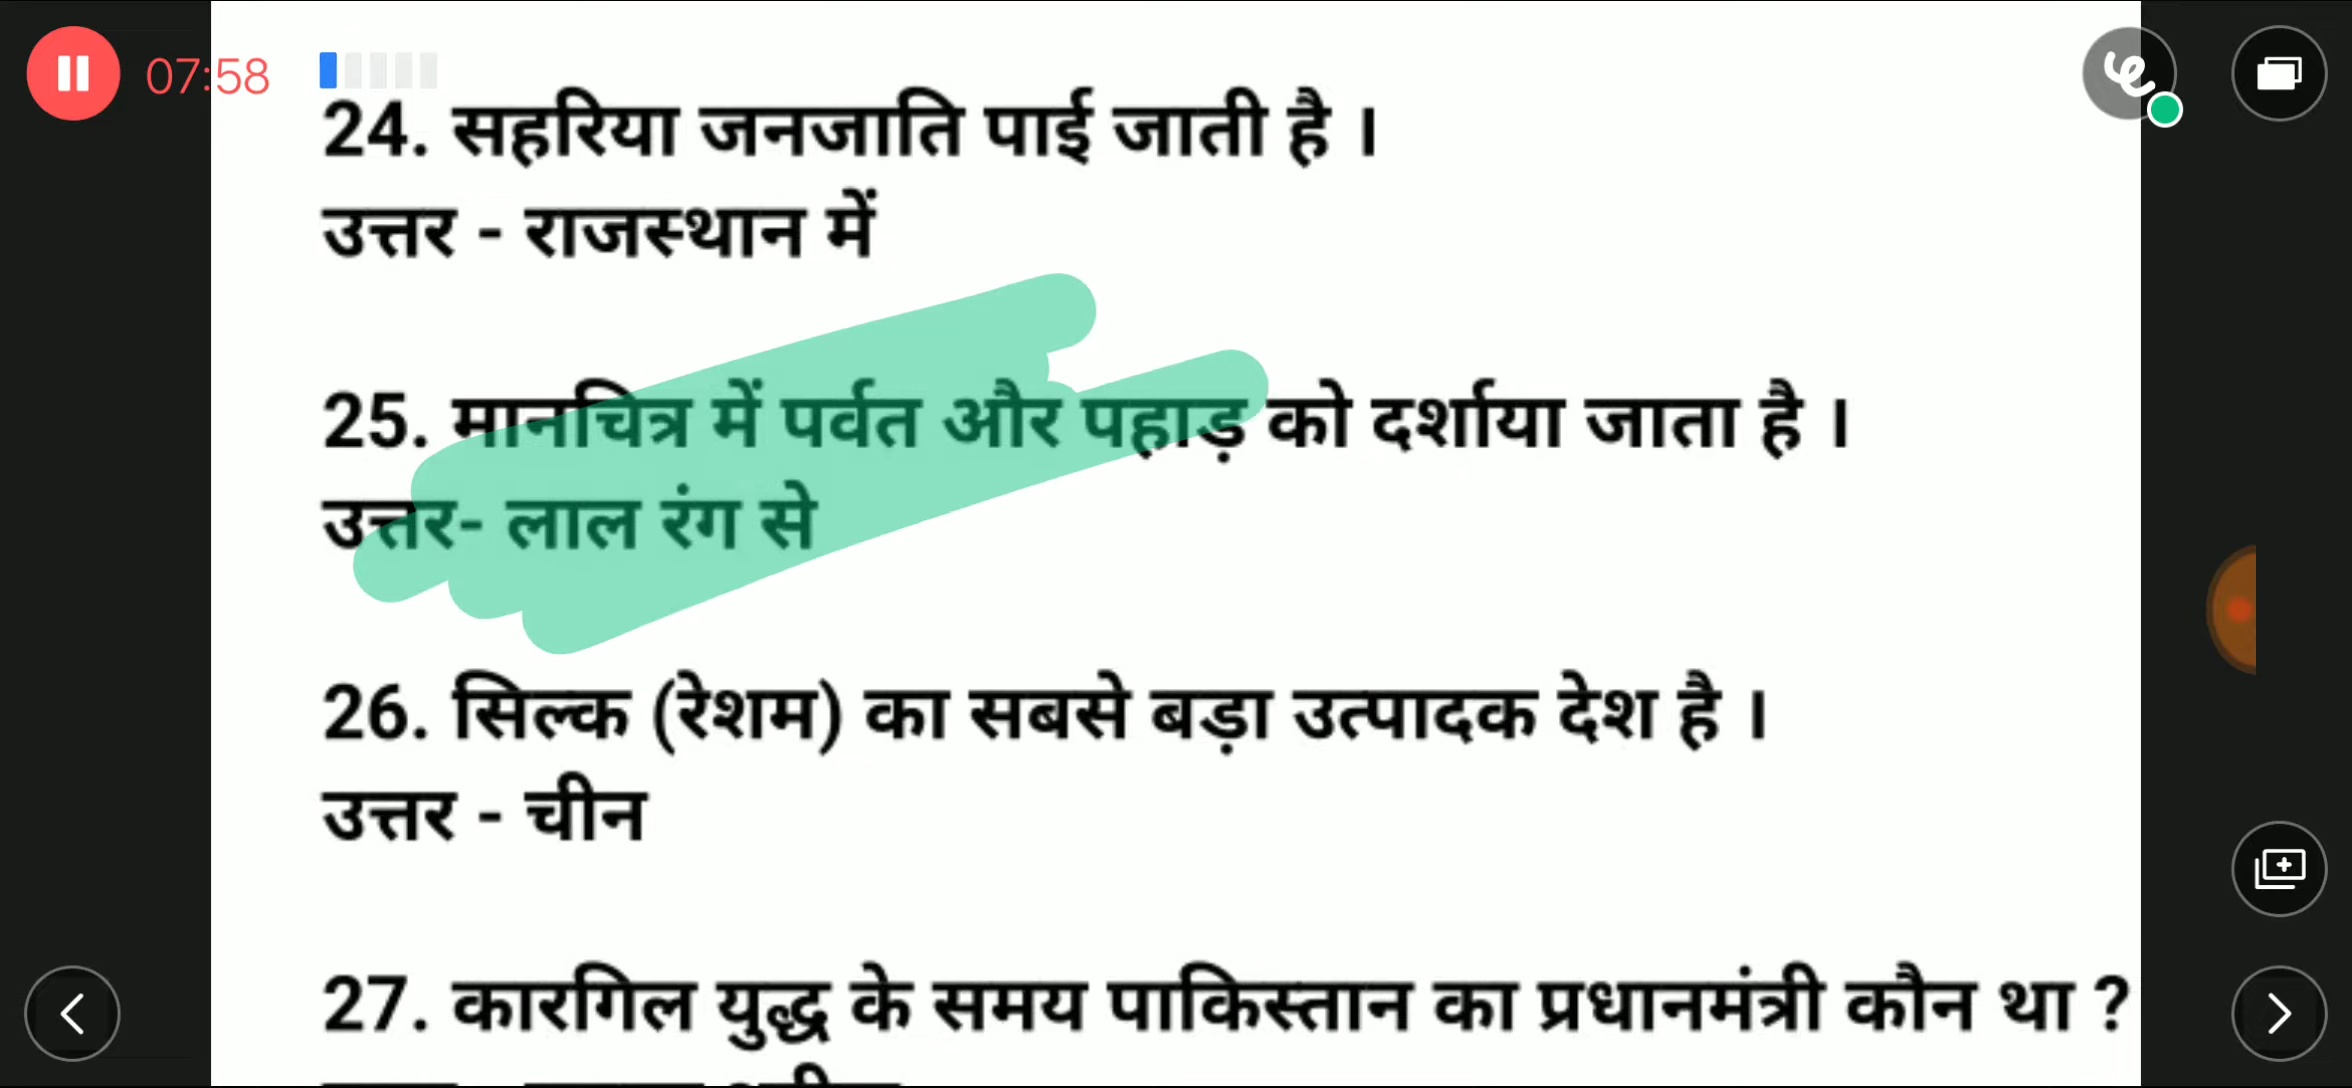 07:58
24. सहरिया जनजाति पाई जाती है ।
उत्तर - राजस्थान में
25. मानचित्र में पर्वत और पहाड़ को दर्शाया जाता है ।
उत्तर- लाल रंग से
26. सिल्क (रेशम) का सबसे बड़ा उत्पादक देश है ।
उत्तर - चीन
27. कारगिल युद्ध के समय पाकिस्तान का प्रधानमंत्री कौन था ?